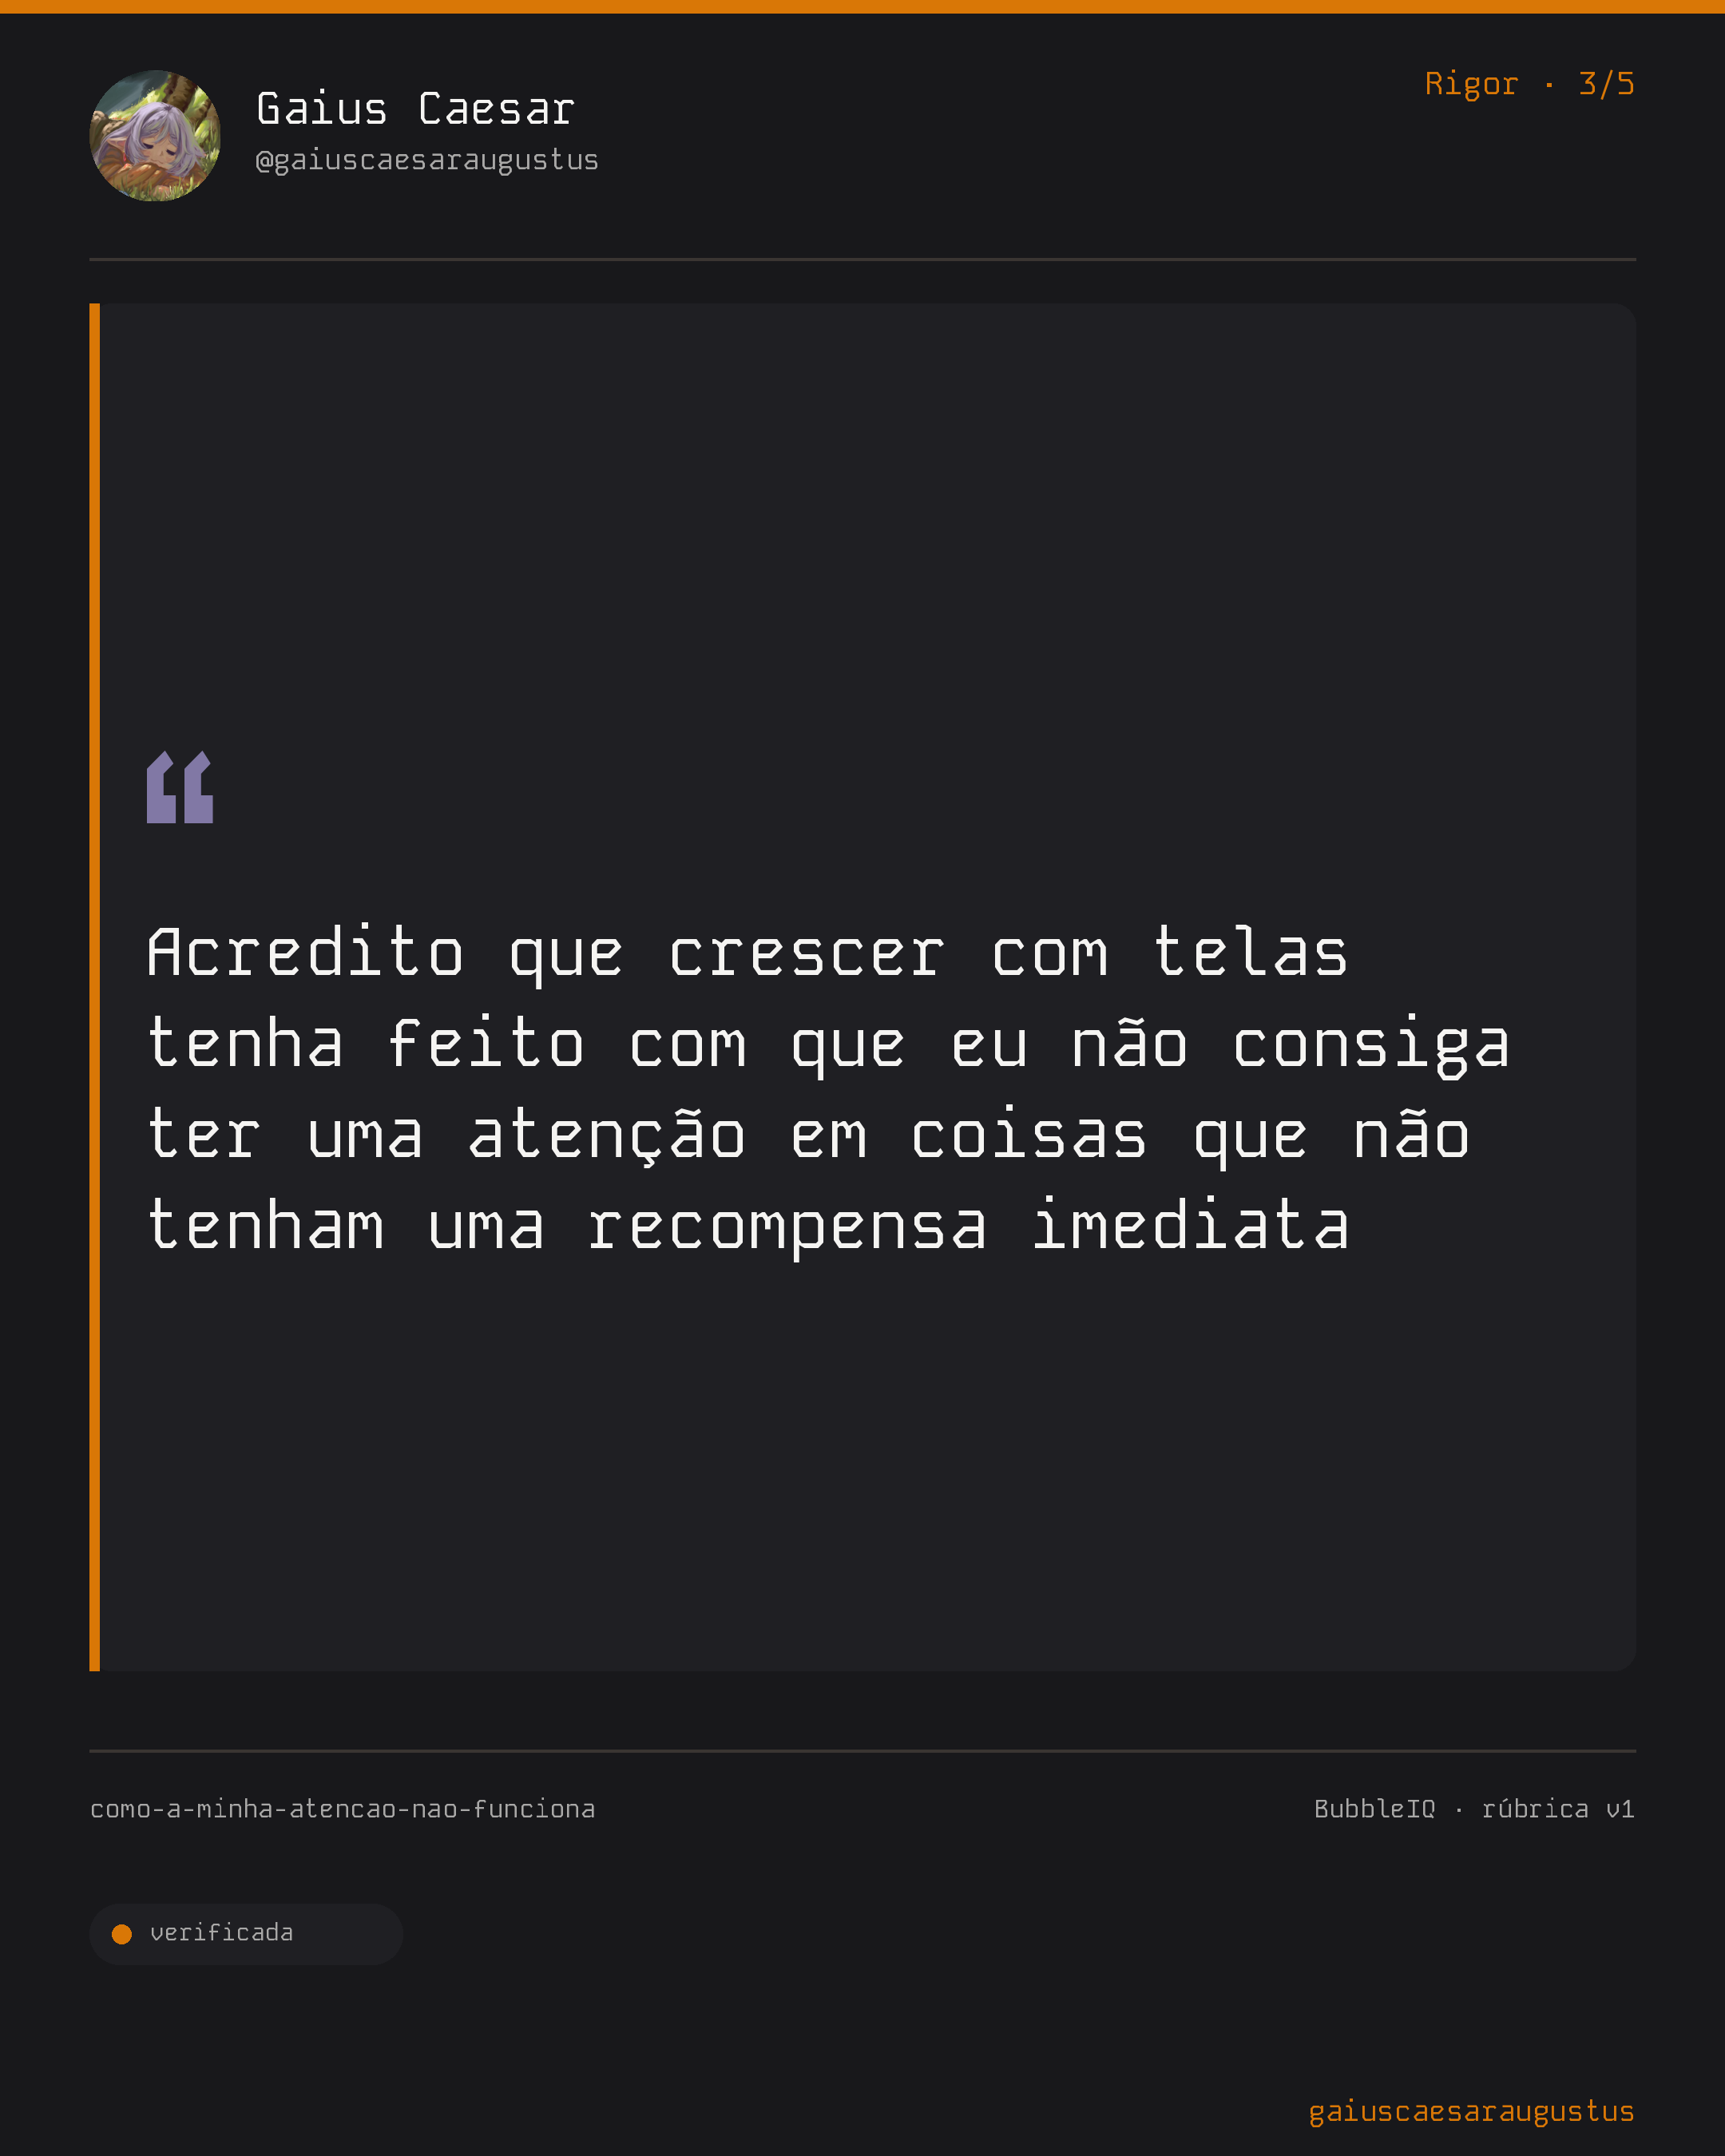 Gaius Caesar
@gaiuscaesaraugustus
Rigor · 3/5
“
Acredito que crescer com telas
tenha feito com que eu não consiga
ter uma atenção em coisas que não
tenham uma recompensa imediata
como-a-minha-atencao-nao-funciona
BubbleIQ · rúbrica v1
verificada
gaiuscaesaraugustus